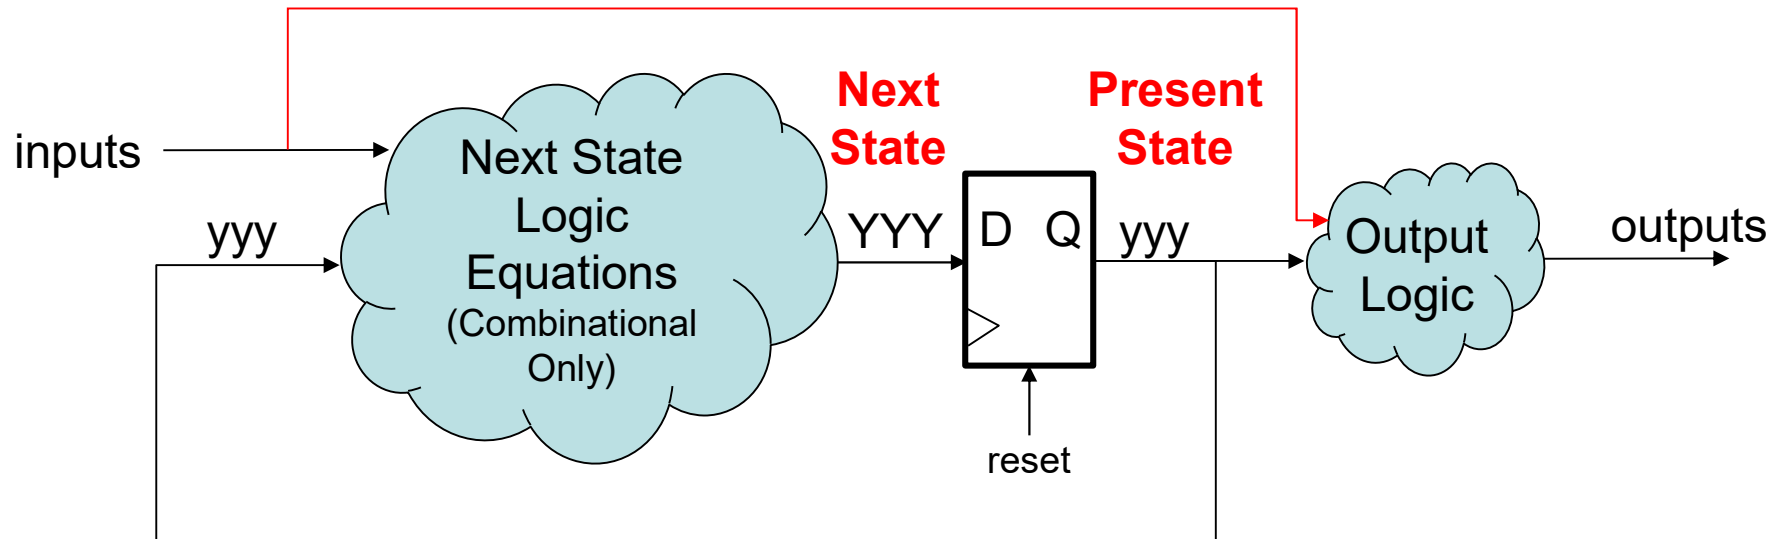 inputs
yyy
Next State
Logic
Equations
(Combinational
Only)
Next
State
YYY
D Q
reset
Present
State
yyy
Output
Logic
outputs